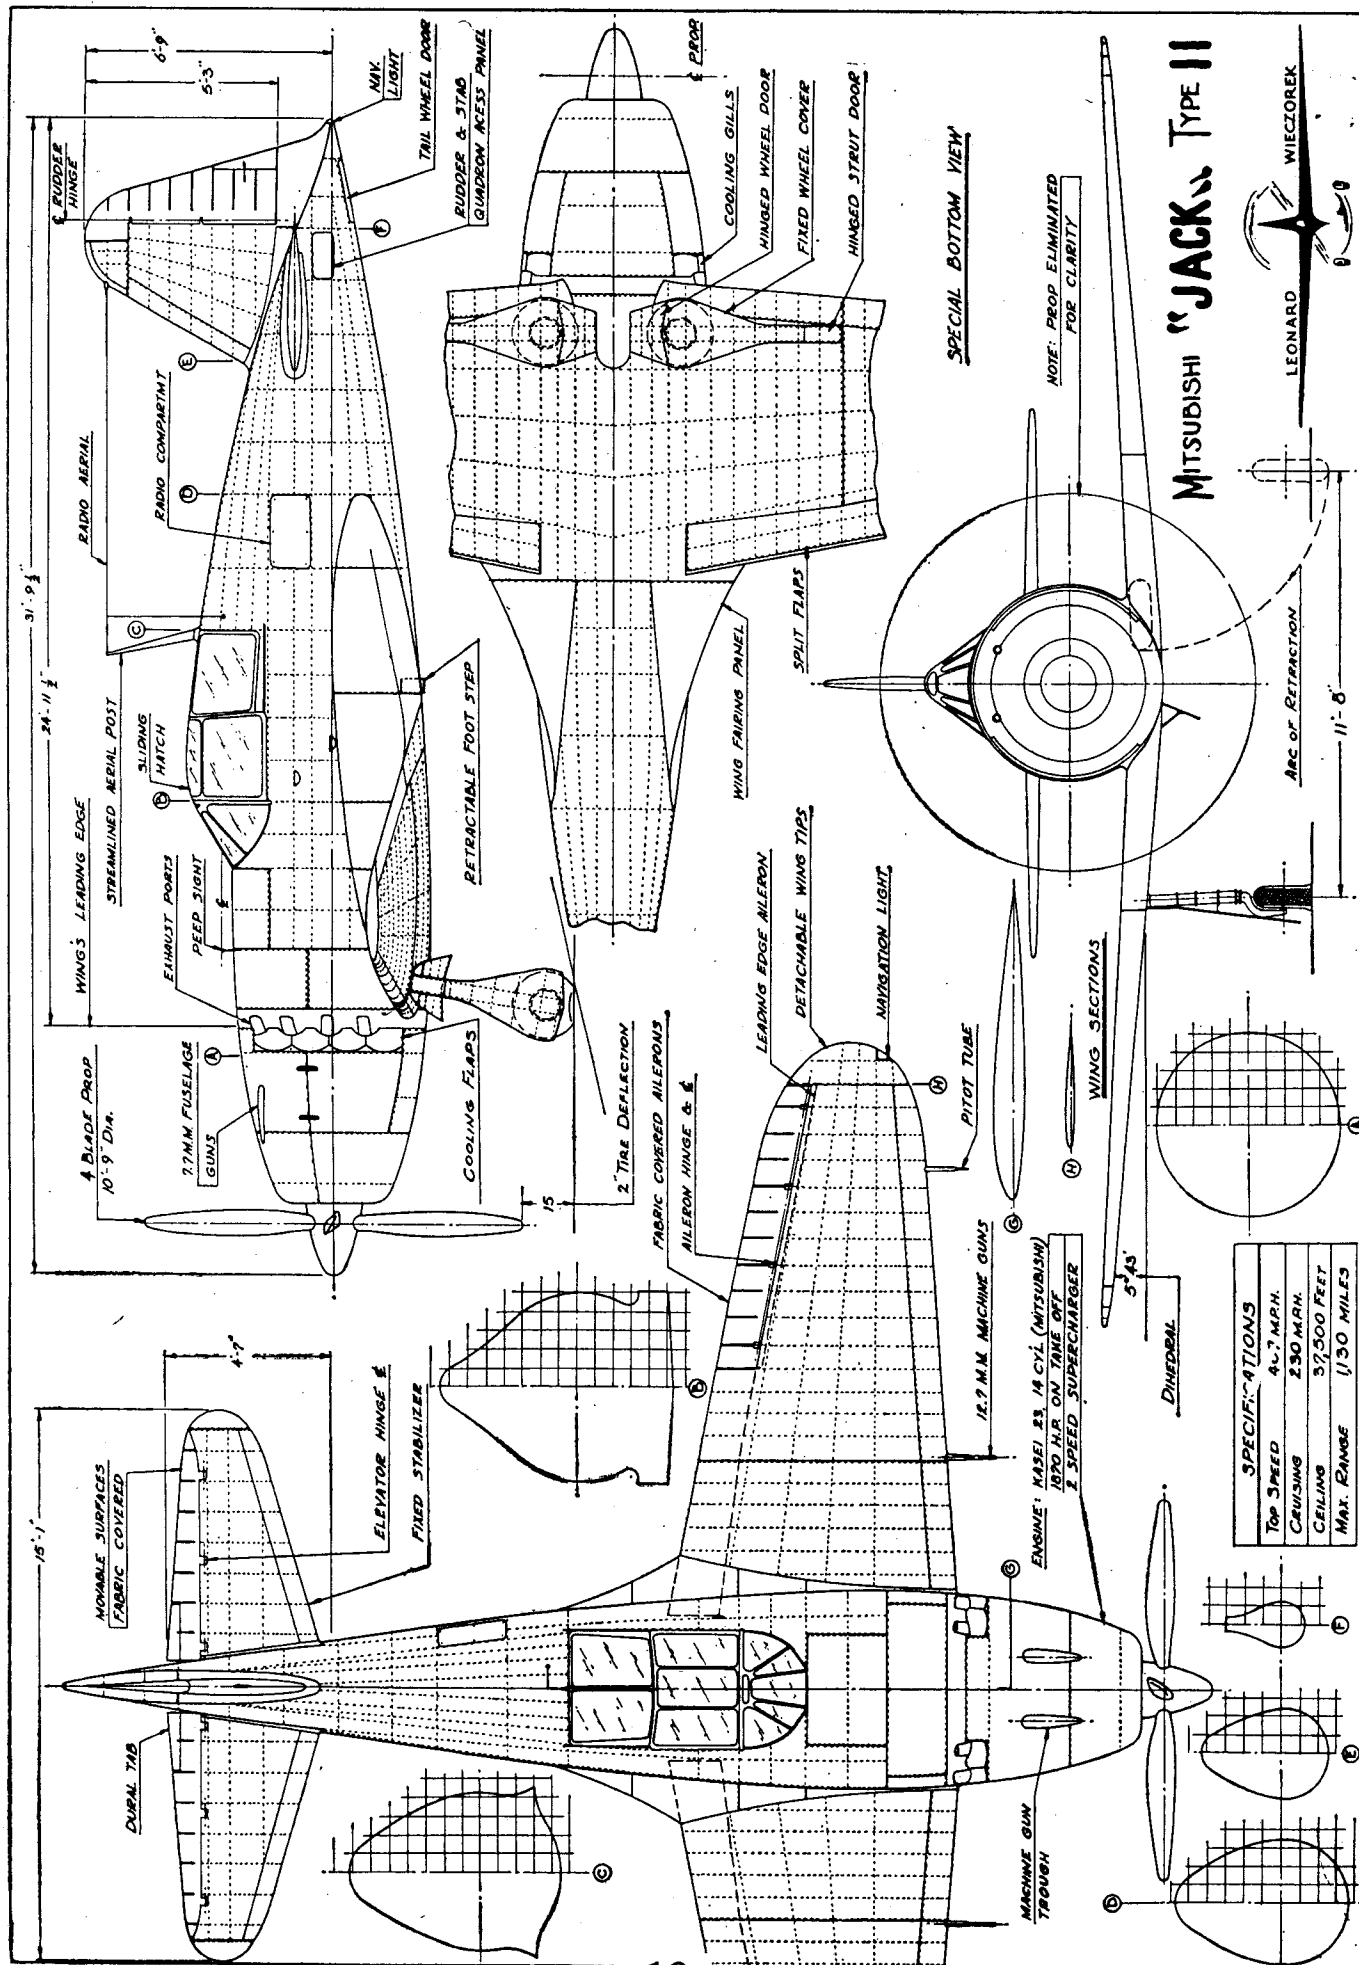 31'-9½"
24'-11½"
6'-9"
5'-3"
℄ RUDDER
HINGE
NAV.
LIGHT
TAIL WHEEL DOOR
RUDDER & STAB
QUADRON ACESS PANEL
RADIO AERIAL
RADIO COMPARTMT
STREAMLINED AERIAL POST
SLIDING
HATCH
WING'S LEADING EDGE
EXHAUST PORTS
PEEP SIGHT
℄
4 BLADE PROP
10'-9" DIA.
7.7 M.M. FUSELAGE
GUNS
COOLING FLAPS
RETRACTABLE FOOT STEP
15
2" TIRE DEFLECTION
A
B
C
D
E
F
℄ PROP
COOLING GILLS
HINGED WHEEL DOOR
FIXED WHEEL COVER
HINGED STRUT DOOR
SPLIT FLAPS
WING FAIRING PANEL
SPECIAL BOTTOM VIEW
15'-1"
4'-7"
MOVABLE SURFACES
FABRIC COVERED
ELEVATOR HINGE ℄
FIXED STABILIZER
DURAL TAB
FABRIC COVERED AILERONS
AILERON HINGE & ℄
LEADING EDGE AILERON
DETACHABLE WING TIPS
NAVIGATION LIGHT
H
PITOT TUBE
12.7 M.M. MACHINE GUNS
G
ENGINE: KASEI 23, 14 CYL (MITSUBISHI)
1870 H.P. ON TAKE OFF
2 SPEED SUPERCHARGER
MACHINE GUN
TROUGH
B
C
D
E
F
A
G
H
WING SECTIONS
NOTE: PROP ELIMINATED
FOR CLARITY
ARC OF RETRACTION
11'-8"
5°43'
DIHEDRAL
SPECIFICATIONS
TOP SPEED M.P.H.
CRUISING 230 M.P.H.
CEILING 37,500 FEET
MAX. RANGE 1,130 MILES
MITSUBISHI "JACK" TYPE 11
LEONARD WIECZOREK